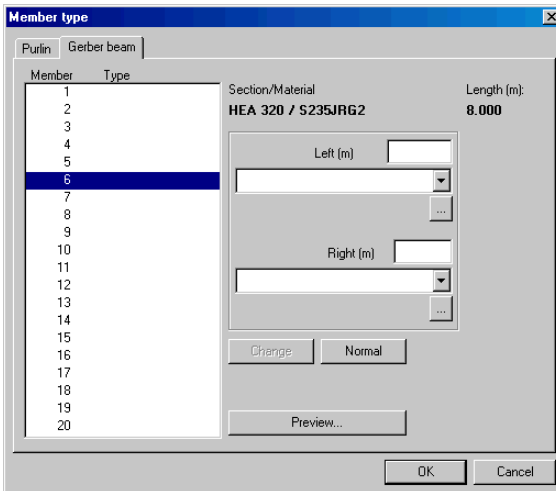 Member type
Purlin Gerber beam
Member Type
1
2
3
4
5
6
7
8
9
10
11
12
13
14
15
16
17
18
19
20
Section/Material Length (m):
HEA 320 / S235JRG2 8.000
Left (m)
...
Right (m)
...
Change Normal
Preview...
OK Cancel